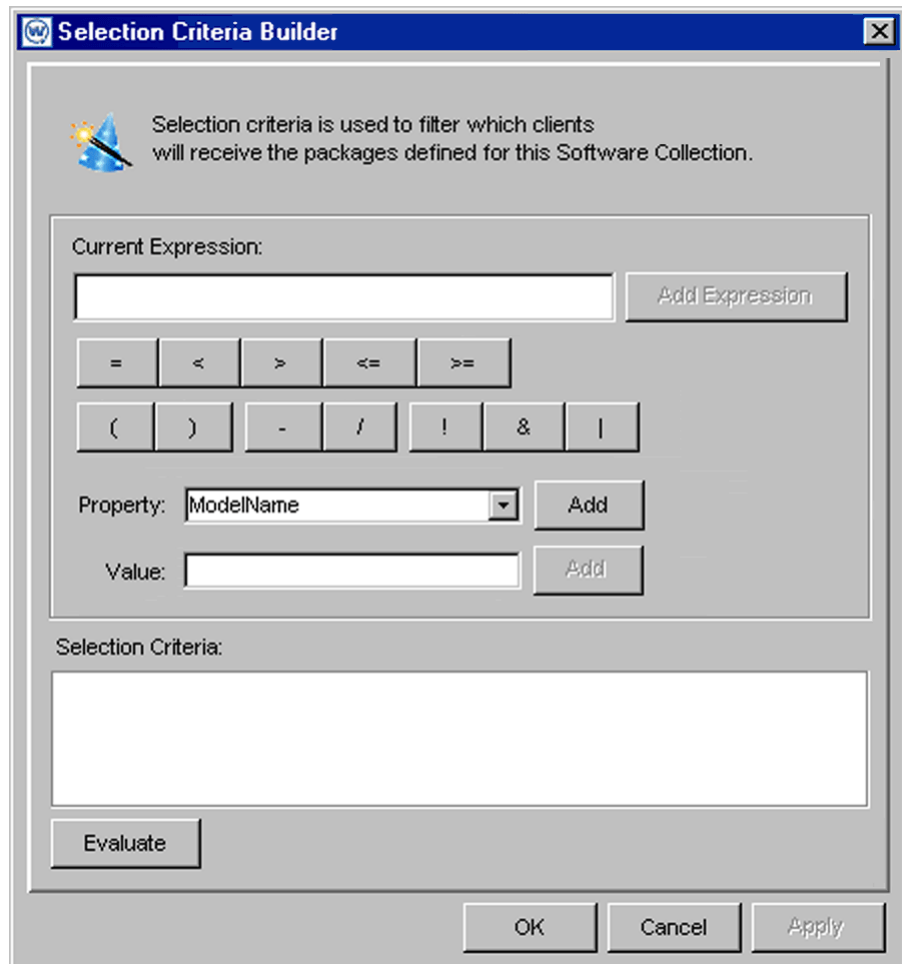 Selection Criteria Builder
Selection criteria is used to filter which clients
will receive the packages defined for this Software Collection.
Current Expression:
Add Expression
= < > <= >=
( ) - / ! & |
Property: ModelName Add
Value: Add
Selection Criteria:
Evaluate
OK Cancel Apply